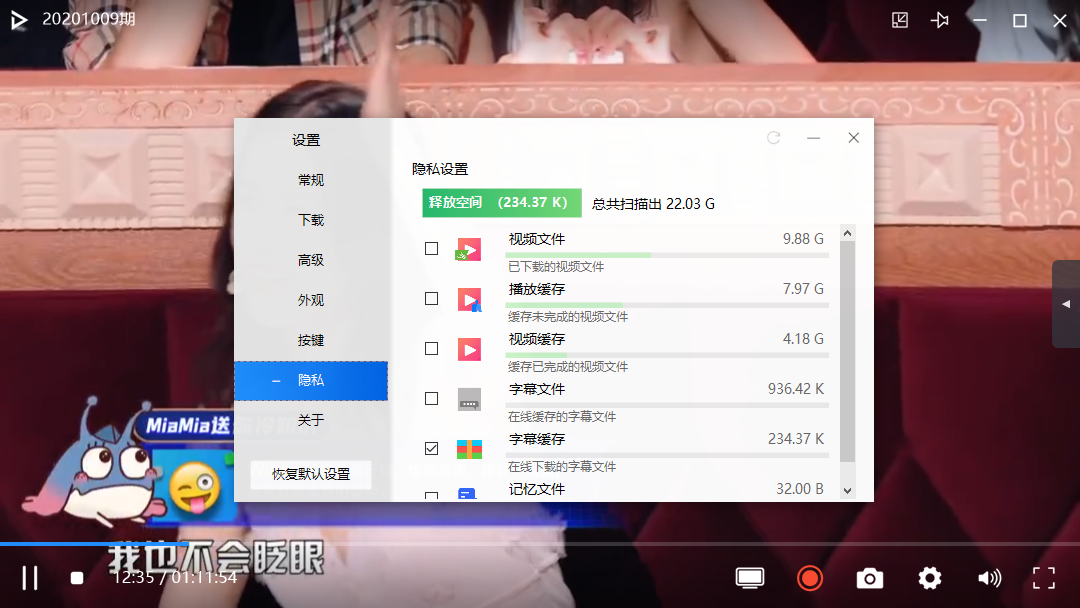 20201009期
设置
常规
下载
高级
外观
按键
隐私
关于
恢复默认设置
隐私设置
释放空间 （234.37 K）
总共扫描出 22.03 G
视频文件
9.88 G
已下载的视频文件
播放缓存
7.97 G
缓存未完成的视频文件
视频缓存
4.18 G
缓存已完成的视频文件
字幕文件
936.42 K
在线缓存的字幕文件
字幕缓存
234.37 K
在线下载的字幕文件
记忆文件
32.00 B
MiaMia送
我也不会眨眼
12:35 / 01:11:54